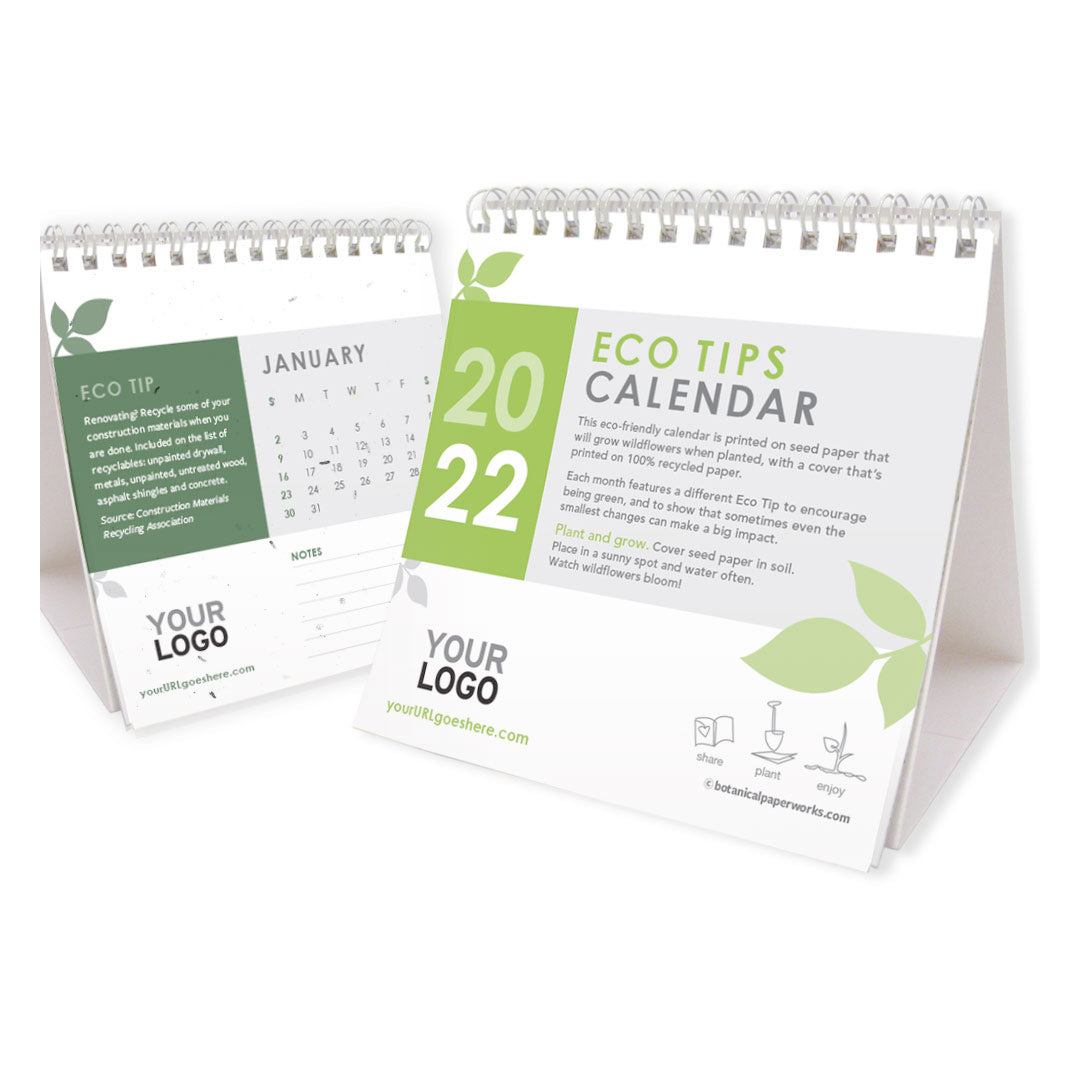 ECO TIP
Renovating? Recycle some of your
construction materials when you
are done. Included on the list of
recyclables: unpainted drywall,
metals, unpainted, untreated wood,
asphalt shingles and concrete.
Source: Construction Materials
Recycling Association
JANUARY
S M T W T F S
1
2 3 4 5 6 7
9 10 11 12 13 14
16 17 18 19 20 21
23 24 25 26 27 28
30 31
NOTES
YOUR
LOGO
yourURLgoeshere.com
20
22
ECO TIPS
CALENDAR
This eco-friendly calendar is printed on seed paper that
will grow wildflowers when planted, with a cover that's
printed on 100% recycled paper.
Each month features a different Eco Tip to encourage
being green, and to show that sometimes even the
smallest changes can make a big impact.
Plant and grow. Cover seed paper in soil.
Place in a sunny spot and water often.
Watch wildflowers bloom!
YOUR
LOGO
yourURLgoeshere.com
share plant enjoy
© botanicalpaperworks.com